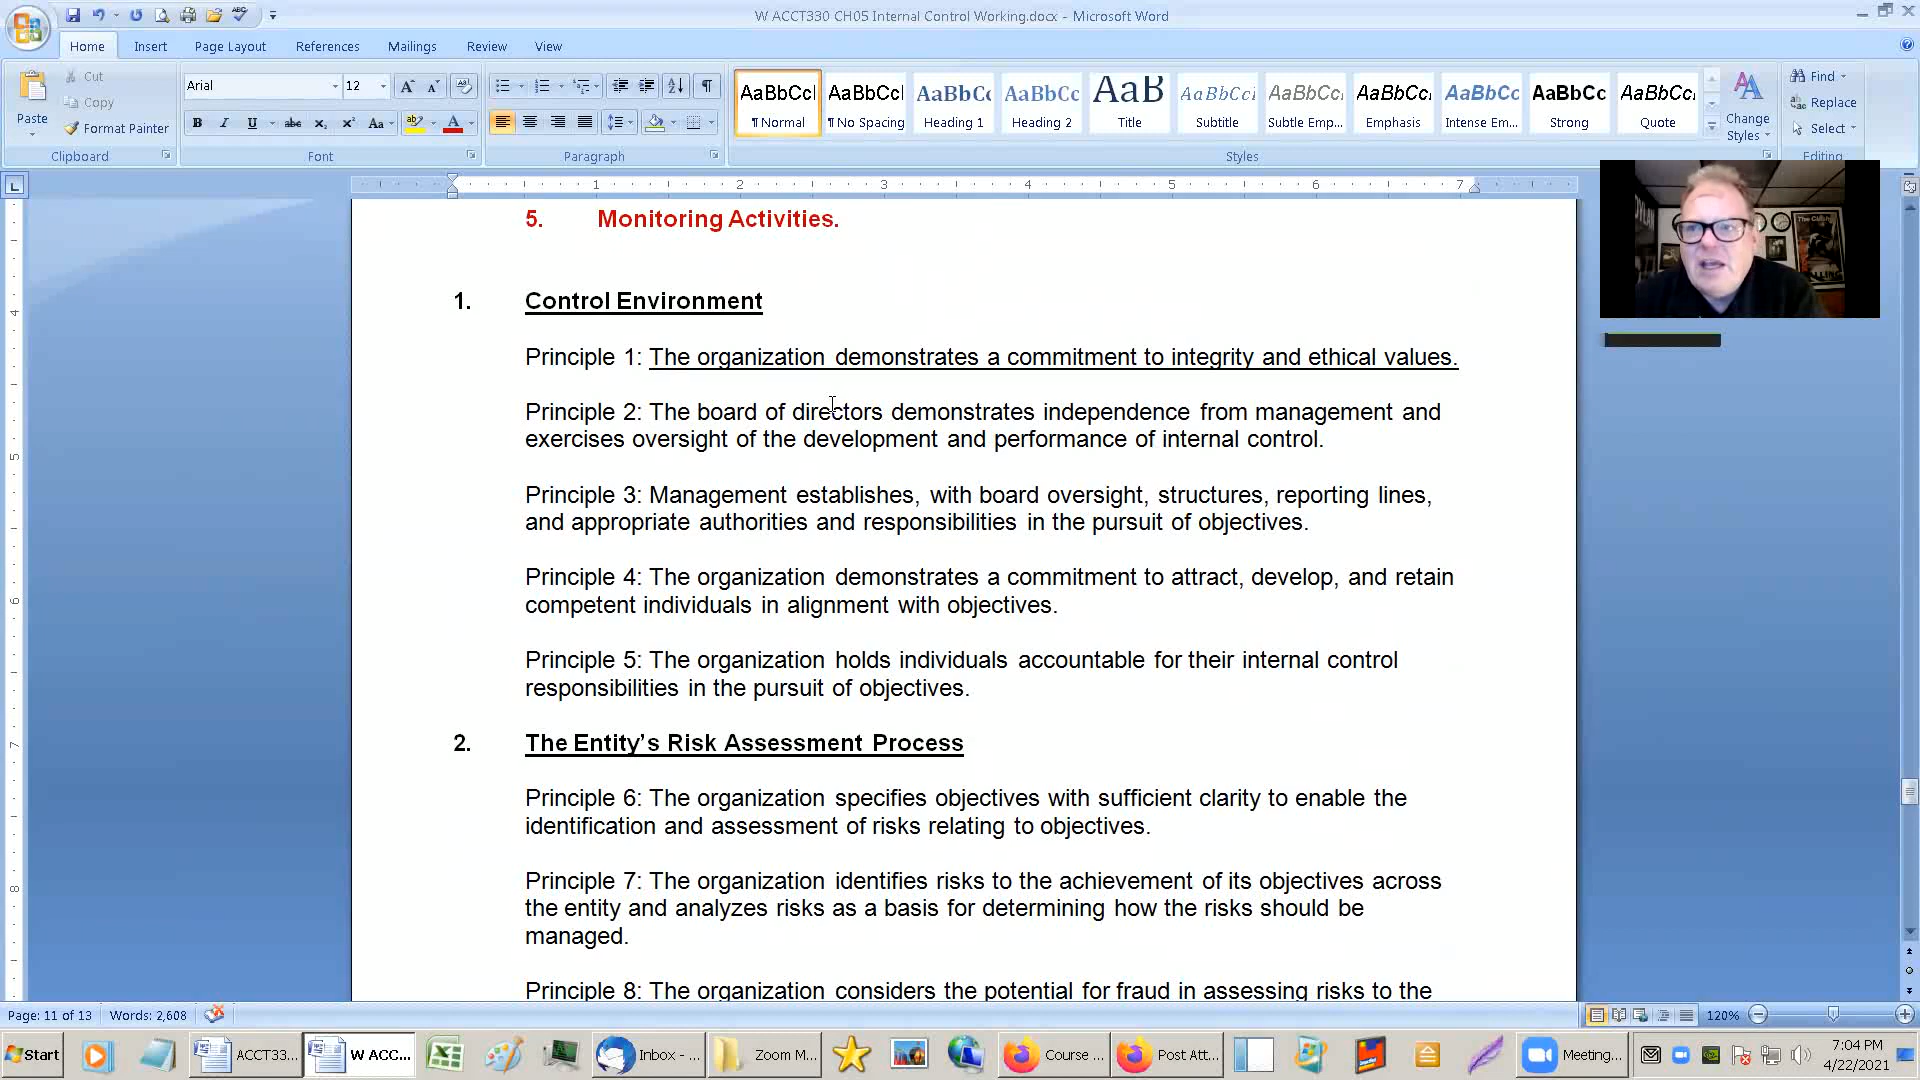 W ACCT330 CH05 Internal Control Working.docx - Microsoft Word
Home Insert Page Layout References Mailings Review View
Paste
Cut
Copy
Format Painter
Clipboard
Arial 12
Font
Paragraph
AaBbCcI AaBbCcI AaBbCc AaBbCc AaB AaBbCcI AaBbCcI AaBbCcI AaBbCcI AaBbCc AaBbCcI
¶ Normal ¶ No Spacing Heading 1 Heading 2 Title Subtitle Subtle Emp... Emphasis Intense Em... Strong Quote
Styles
Change Styles
Find
Replace
Select
Editing
1 2 3 4 5 6 7
5. Monitoring Activities.
1. Control Environment
Principle 1: The organization demonstrates a commitment to integrity and ethical values.
Principle 2: The board of directors demonstrates independence from management and
exercises oversight of the development and performance of internal control.
Principle 3: Management establishes, with board oversight, structures, reporting lines,
and appropriate authorities and responsibilities in the pursuit of objectives.
Principle 4: The organization demonstrates a commitment to attract, develop, and retain
competent individuals in alignment with objectives.
Principle 5: The organization holds individuals accountable for their internal control
responsibilities in the pursuit of objectives.
2. The Entity's Risk Assessment Process
Principle 6: The organization specifies objectives with sufficient clarity to enable the
identification and assessment of risks relating to objectives.
Principle 7: The organization identifies risks to the achievement of its objectives across
the entity and analyzes risks as a basis for determining how the risks should be
managed.
Principle 8: The organization considers the potential for fraud in assessing risks to the
4
5
6
7
8
Page: 11 of 13 Words: 2,608 120%
Start ACCT33... W ACC... Inbox - ... Zoom M... Course ... Post Att... Meeting...
7:04 PM
4/22/2021